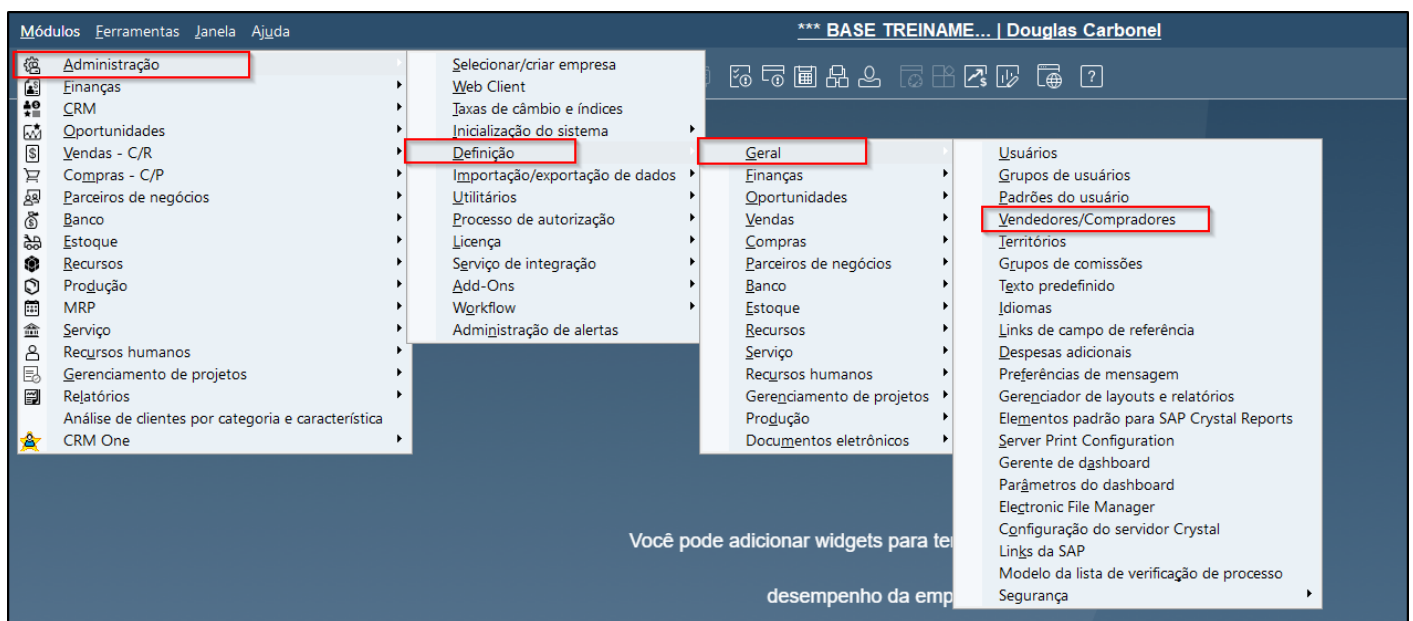 Módulos Ferramentas Janela Ajuda
*** BASE TREINAME... | Douglas Carbonel
Administração
Finanças
CRM
Oportunidades
Vendas - C/R
Compras - C/P
Parceiros de negócios
Banco
Estoque
Recursos
Produção
MRP
Serviço
Recursos humanos
Gerenciamento de projetos
Relatórios
Análise de clientes por categoria e característica
CRM One
Selecionar/criar empresa
Web Client
Taxas de câmbio e índices
Inicialização do sistema
Definição
Importação/exportação de dados
Utilitários
Processo de autorização
Licença
Serviço de integração
Add-Ons
Workflow
Administração de alertas
Geral
Finanças
Oportunidades
Vendas
Compras
Parceiros de negócios
Banco
Estoque
Recursos
Serviço
Recursos humanos
Gerenciamento de projetos
Produção
Documentos eletrônicos
Usuários
Grupos de usuários
Padrões do usuário
Vendedores/Compradores
Territórios
Grupos de comissões
Texto predefinido
Idiomas
Links de campo de referência
Despesas adicionais
Preferências de mensagem
Gerenciador de layouts e relatórios
Elementos padrão para SAP Crystal Reports
Server Print Configuration
Gerente de dashboard
Parâmetros do dashboard
Electronic File Manager
Configuração do servidor Crystal
Links da SAP
Modelo da lista de verificação de processo
Segurança
Você pode adicionar widgets para te
desempenho da emp